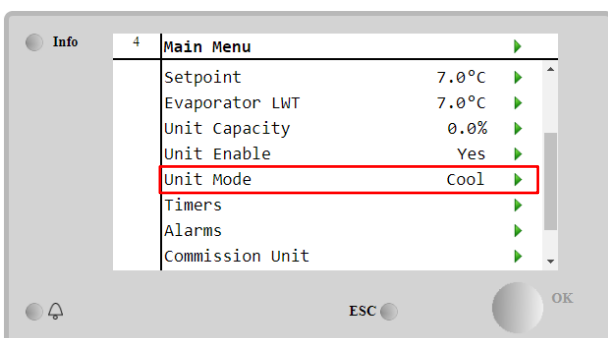 Info
4 Main Menu
Setpoint 7.0°C
Evaporator LWT 7.0°C
Unit Capacity 0.0%
Unit Enable Yes
Unit Mode Cool
Timers
Alarms
Commission Unit
ESC
OK